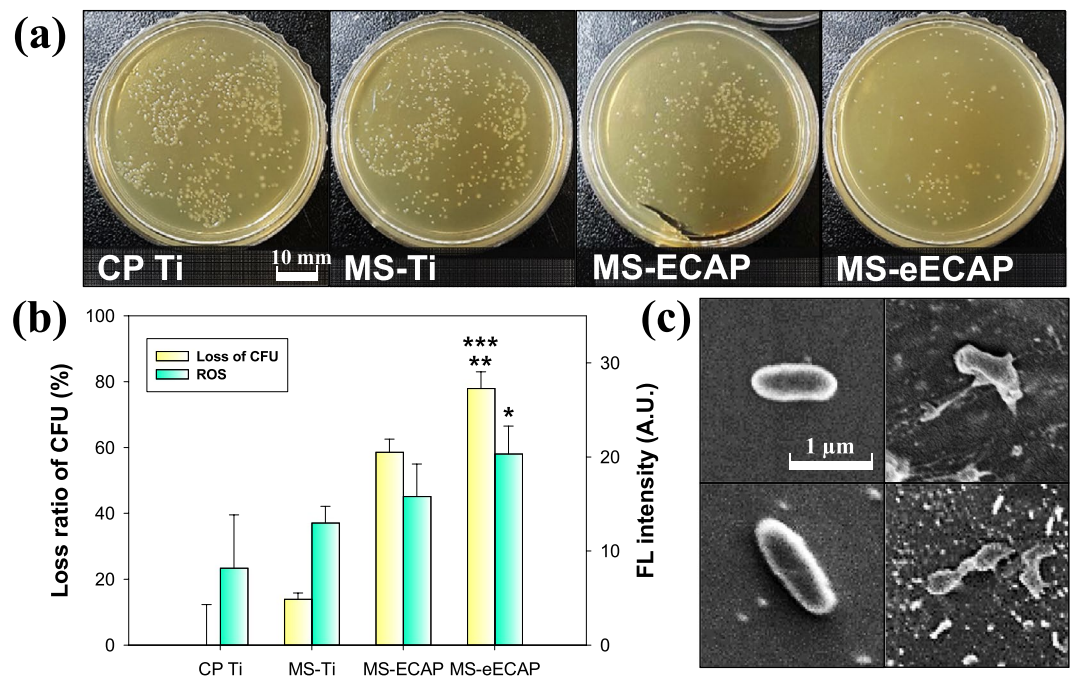 (a)
CP Ti
10 mm
MS-Ti
MS-ECAP
MS-eECAP
(b)
Loss ratio of CFU (%)
100
80
60
40
20
0
Loss of CFU
ROS
***
**
*
30
20
10
0
FL intensity (A.U.)
CP Ti
MS-Ti
MS-ECAP
MS-eECAP
(c)
1 µm